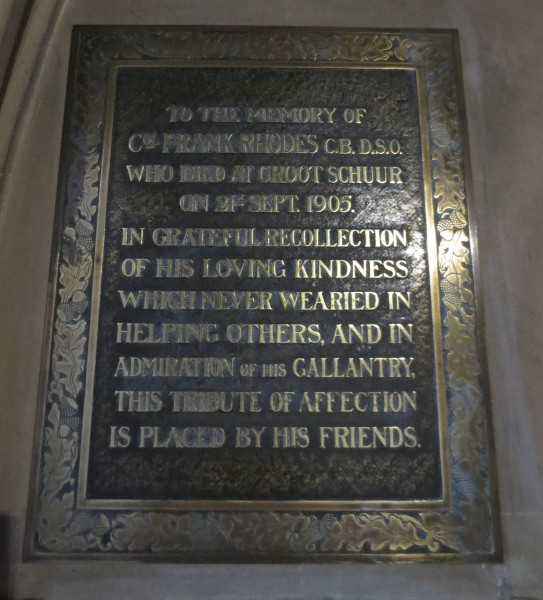 TO THE MEMORY OF
COL FRANK RHODES C.B. D.S.O.
WHO DIED AT GROOT SCHUUR
ON 21ST SEPT. 1905.
IN GRATEFUL RECOLLECTION
OF HIS LOVING KINDNESS
WHICH NEVER WEARIED IN
HELPING OTHERS, AND IN
ADMIRATION OF HIS GALLANTRY,
THIS TRIBUTE OF AFFECTION
IS PLACED BY HIS FRIENDS.